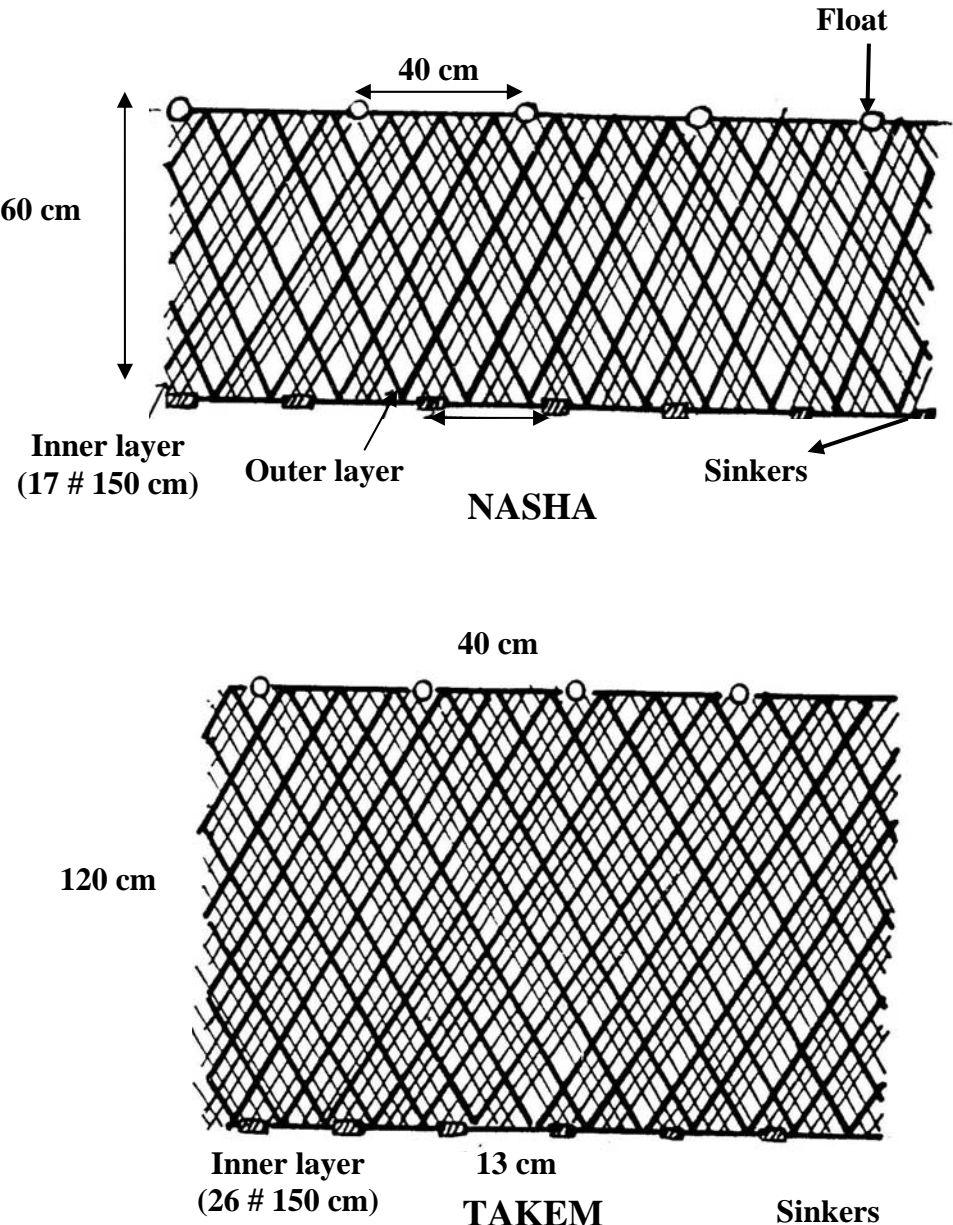 Float
40 cm
60 cm
Inner layer
(17 # 150 cm)
Outer layer
Sinkers
NASHA
40 cm
120 cm
Inner layer
(26 # 150 cm)
13 cm
TAKEM
Sinkers